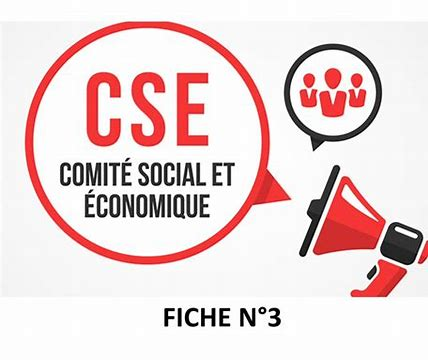 CSE
COMITÉ SOCIAL ET
ÉCONOMIQUE
FICHE N°3